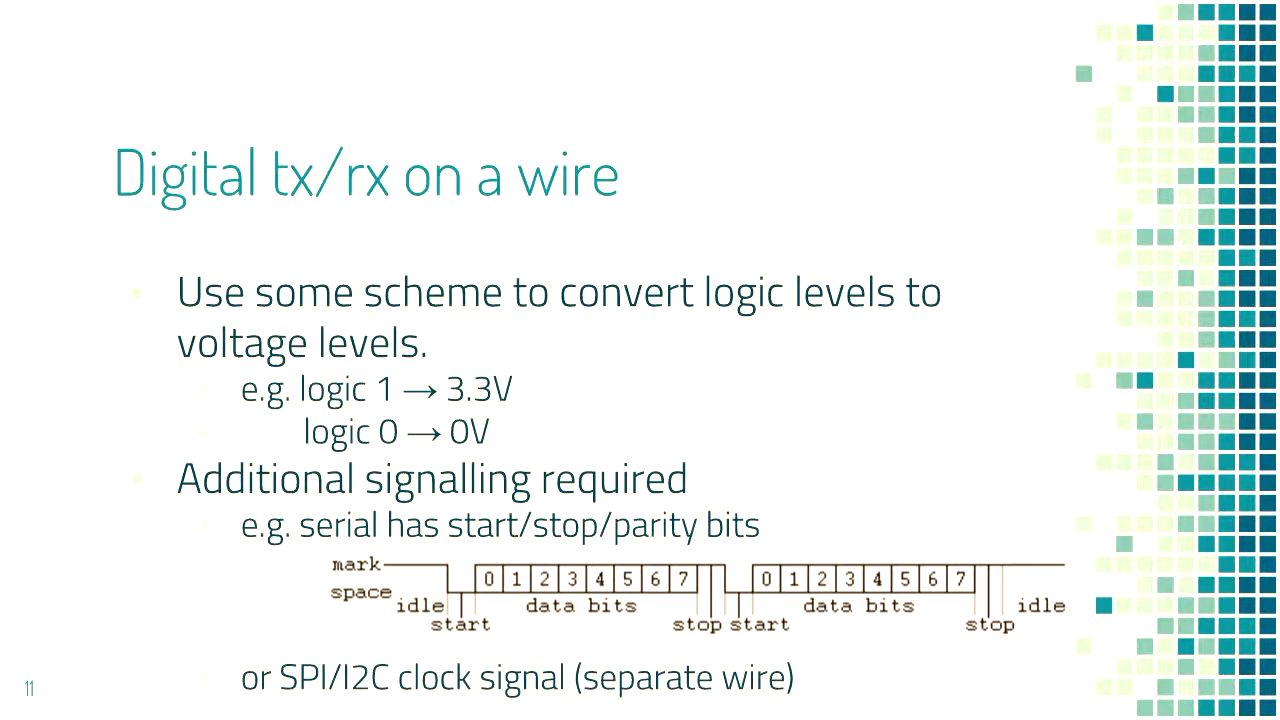 Digital tx/rx on a wire
Use some scheme to convert logic levels to
voltage levels.
e.g. logic 1 → 3.3V
logic 0 → 0V
Additional signalling required
e.g. serial has start/stop/parity bits
mark
0 1 2 3 4 5 6 7 0 1 2 3 4 5 6 7
space
idle data bits data bits idle
start stop start stop
or SPI/I2C clock signal (separate wire)
11